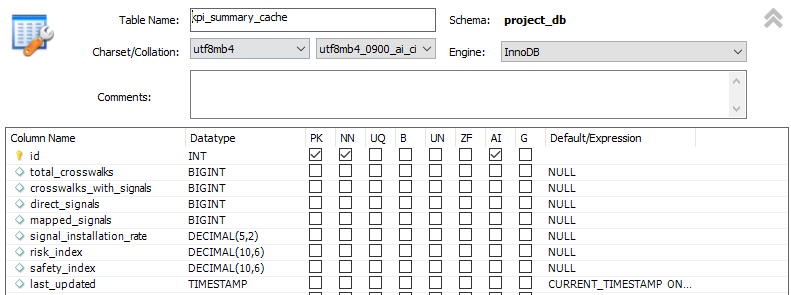 Table Name: kpi_summary_cache Schema: project_db
Charset/Collation: utf8mb4 utf8mb4_0900_ai_ci Engine: InnoDB
Comments:
Column Name Datatype PK NN UQ B UN ZF AI G Default/Expression
id INT
total_crosswalks BIGINT NULL
crosswalks_with_signals BIGINT NULL
direct_signals BIGINT NULL
mapped_signals BIGINT NULL
signal_installation_rate DECIMAL(5,2) NULL
risk_index DECIMAL(10,6) NULL
safety_index DECIMAL(10,6) NULL
last_updated TIMESTAMP CURRENT_TIMESTAMP ON...